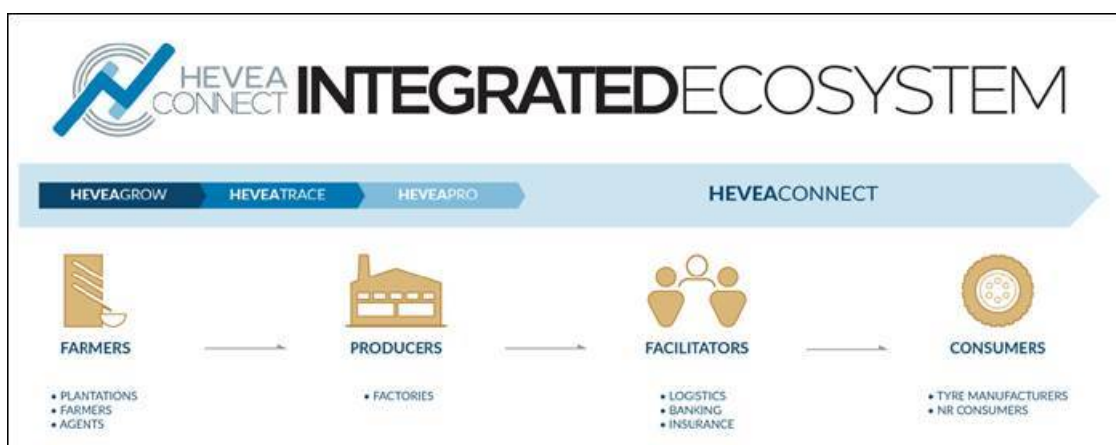 HEVEA
CONNECT
INTEGRATEDECOSYSTEM
HEVEAGROW
HEVEATRACE
HEVEAPRO
HEVEACONNECT
FARMERS
PRODUCERS
FACILITATORS
CONSUMERS
• PLANTATIONS
• FARMERS
• AGENTS
• FACTORIES
• LOGISTICS
• BANKING
• INSURANCE
• TYRE MANUFACTURERS
• NR CONSUMERS